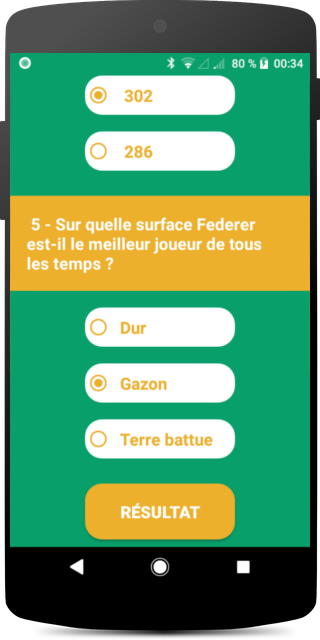 80 % 00:34
302
286
5 - Sur quelle surface Federer
est-il le meilleur joueur de tous
les temps ?
Dur
Gazon
Terre battue
RÉSULTAT